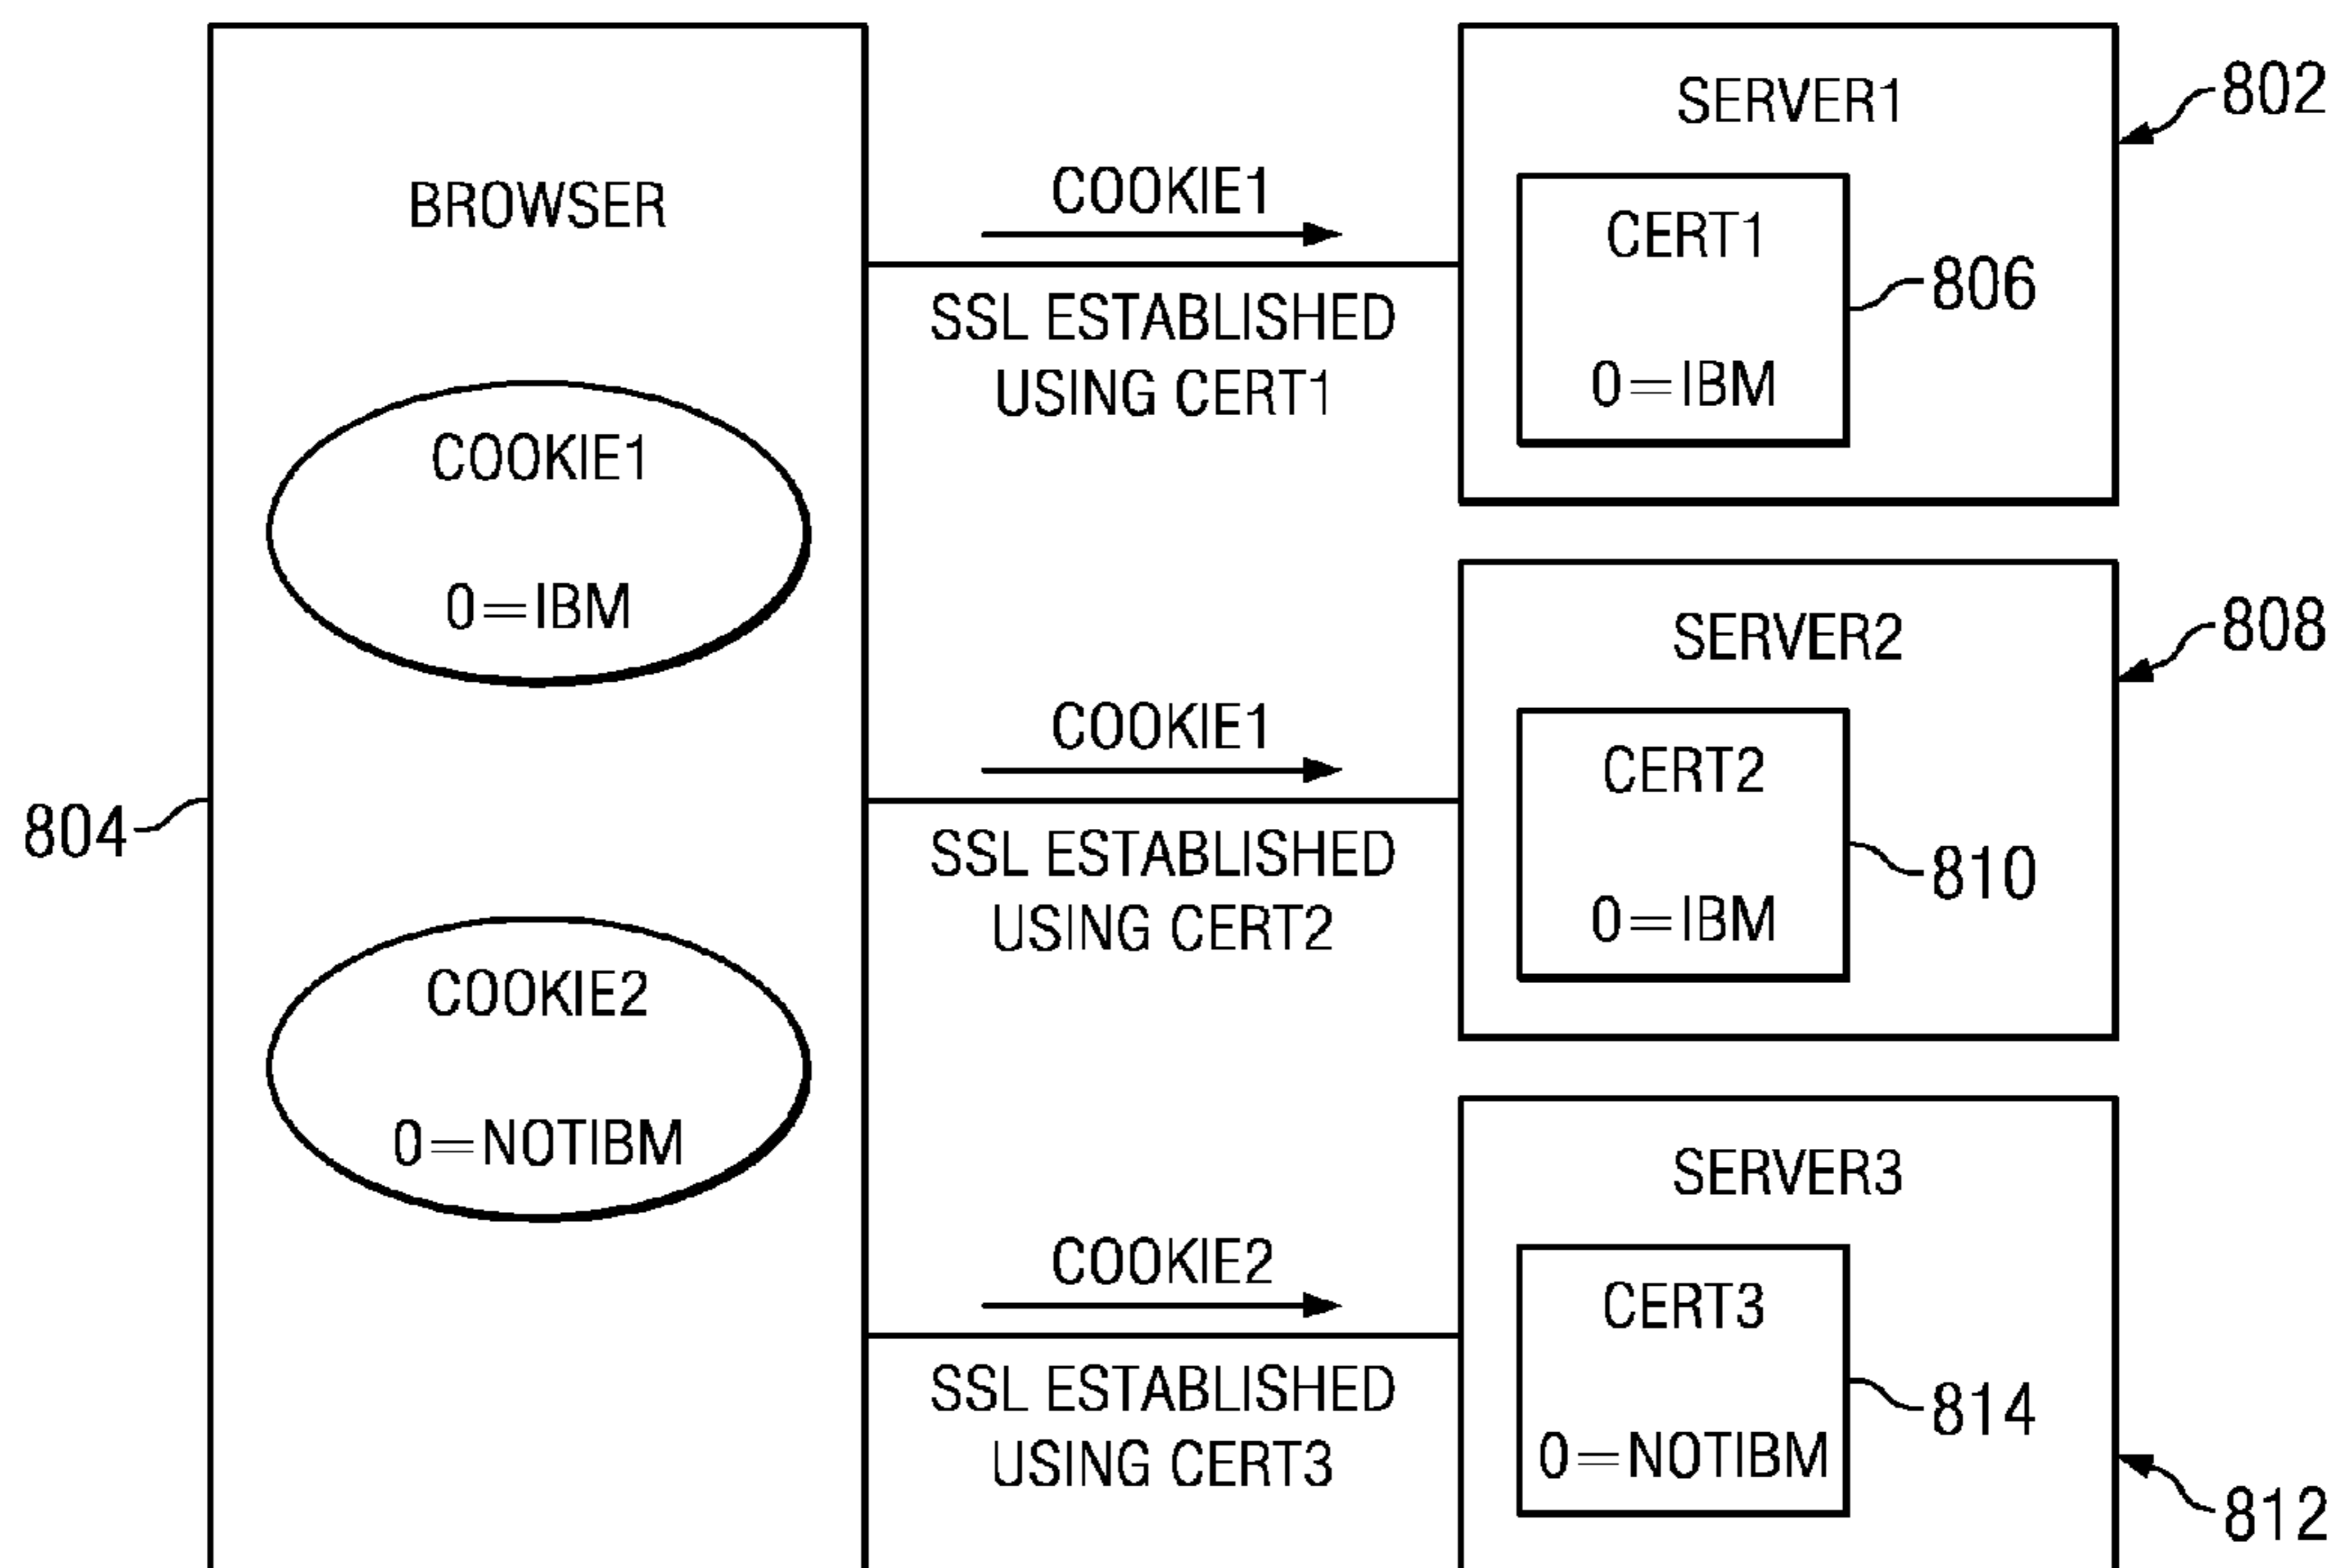 BROWSER
COOKIE1
0=IBM
COOKIE2
0=NOTIBM
804
COOKIE1
SSL ESTABLISHED
USING CERT1
COOKIE1
SSL ESTABLISHED
USING CERT2
COOKIE2
SSL ESTABLISHED
USING CERT3
SERVER1
CERT1
0=IBM
802
806
SERVER2
CERT2
0=IBM
808
810
SERVER3
CERT3
0=NOTIBM
814
812